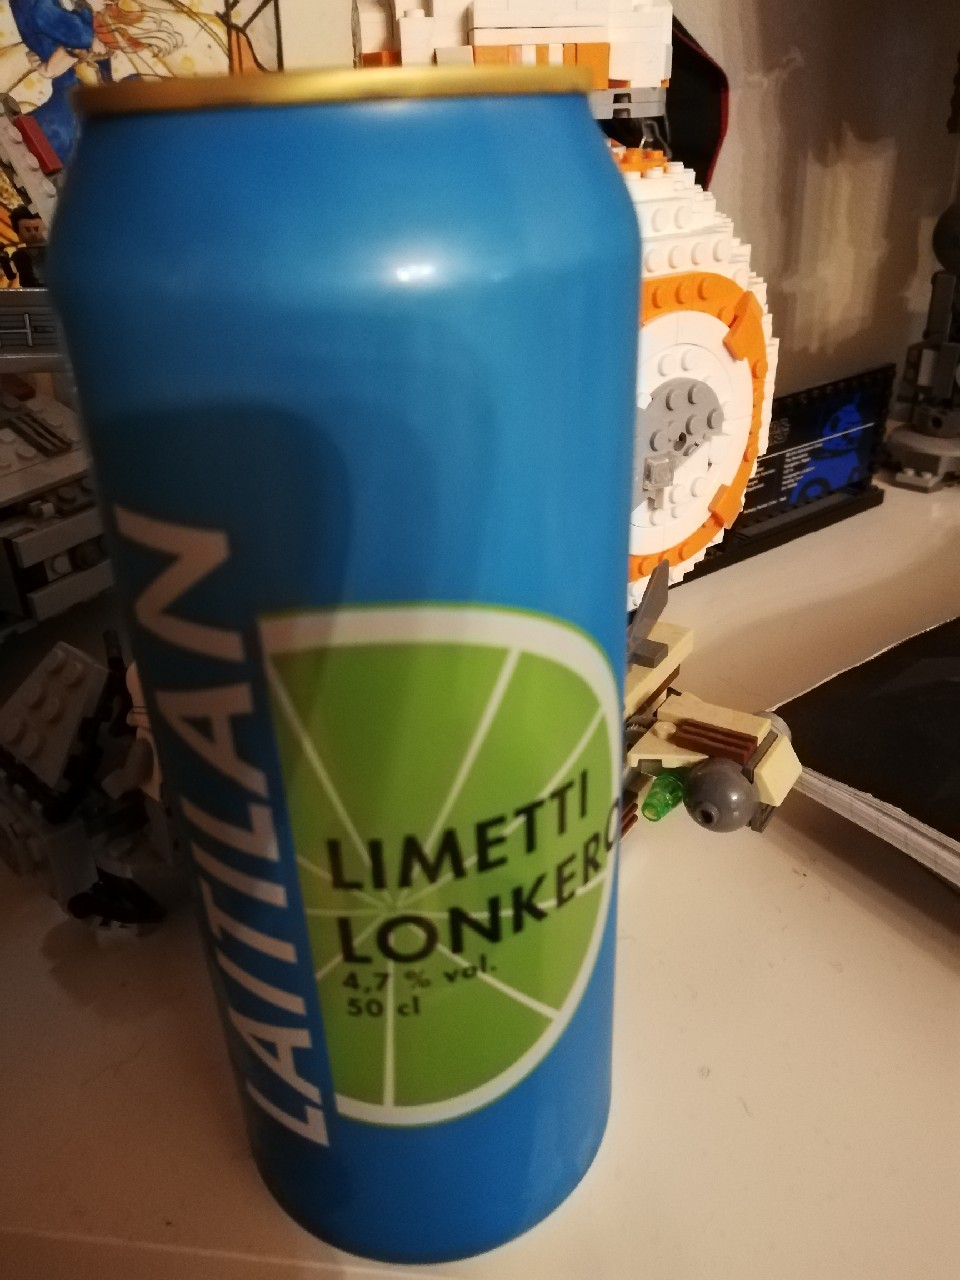 LAITILAN
LIMETTI
LONKERO
4,7 % vol.
50 cl